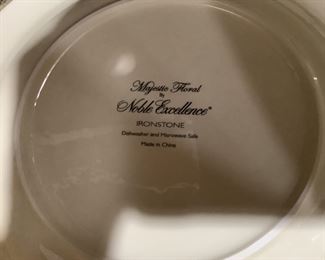 Majestic Floral
By
Noble Excellence®
IRONSTONE
Dishwasher and Microwave Safe
Made in China